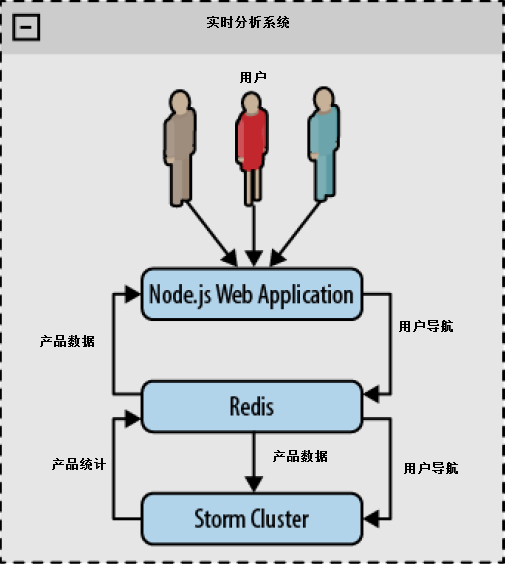 实时分析系统
用户
Node.js Web Application
产品数据
用户导航
Redis
产品统计
产品数据
用户导航
Storm Cluster